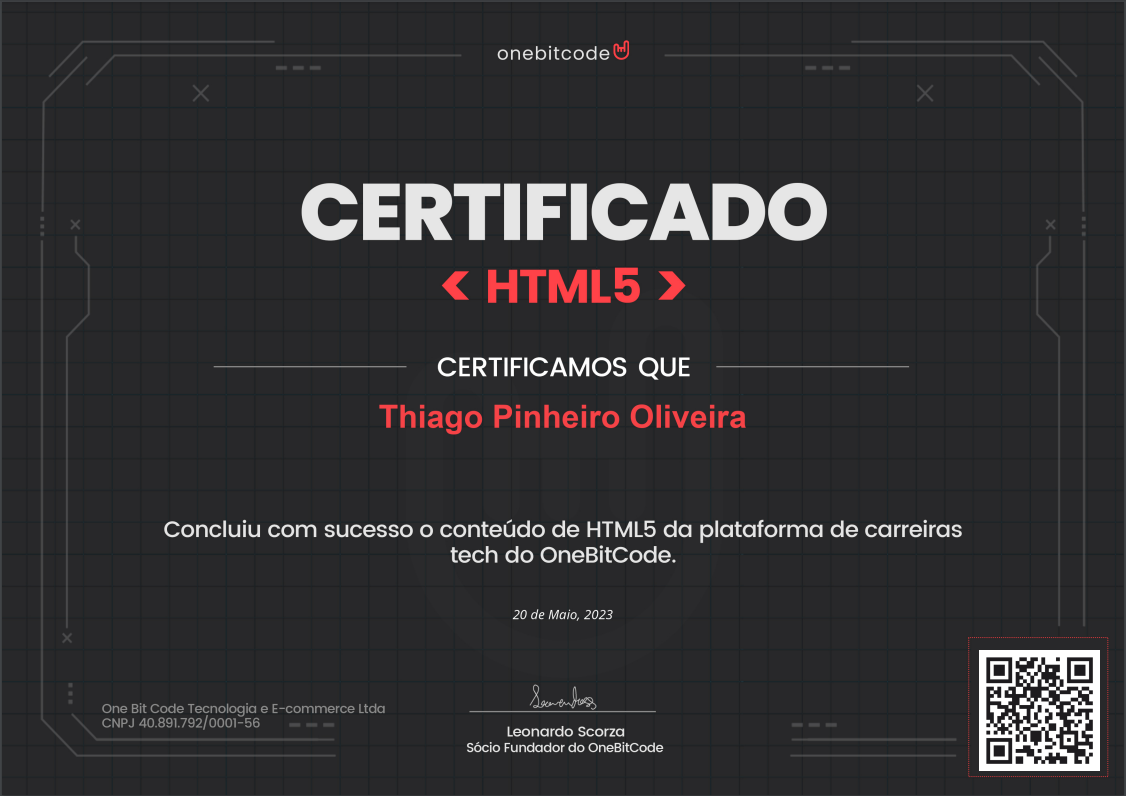 onebitcode
CERTIFICADO
< HTML5 >
CERTIFICAMOS QUE
Thiago Pinheiro Oliveira
Concluiu com sucesso o conteúdo de HTML5 da plataforma de carreiras
tech do OneBitCode.
20 de Maio, 2023
One Bit Code Tecnologia e E-commerce Ltda
CNPJ 40.891.792/0001-56
Leonardo Scorza
Sócio Fundador do OneBitCode